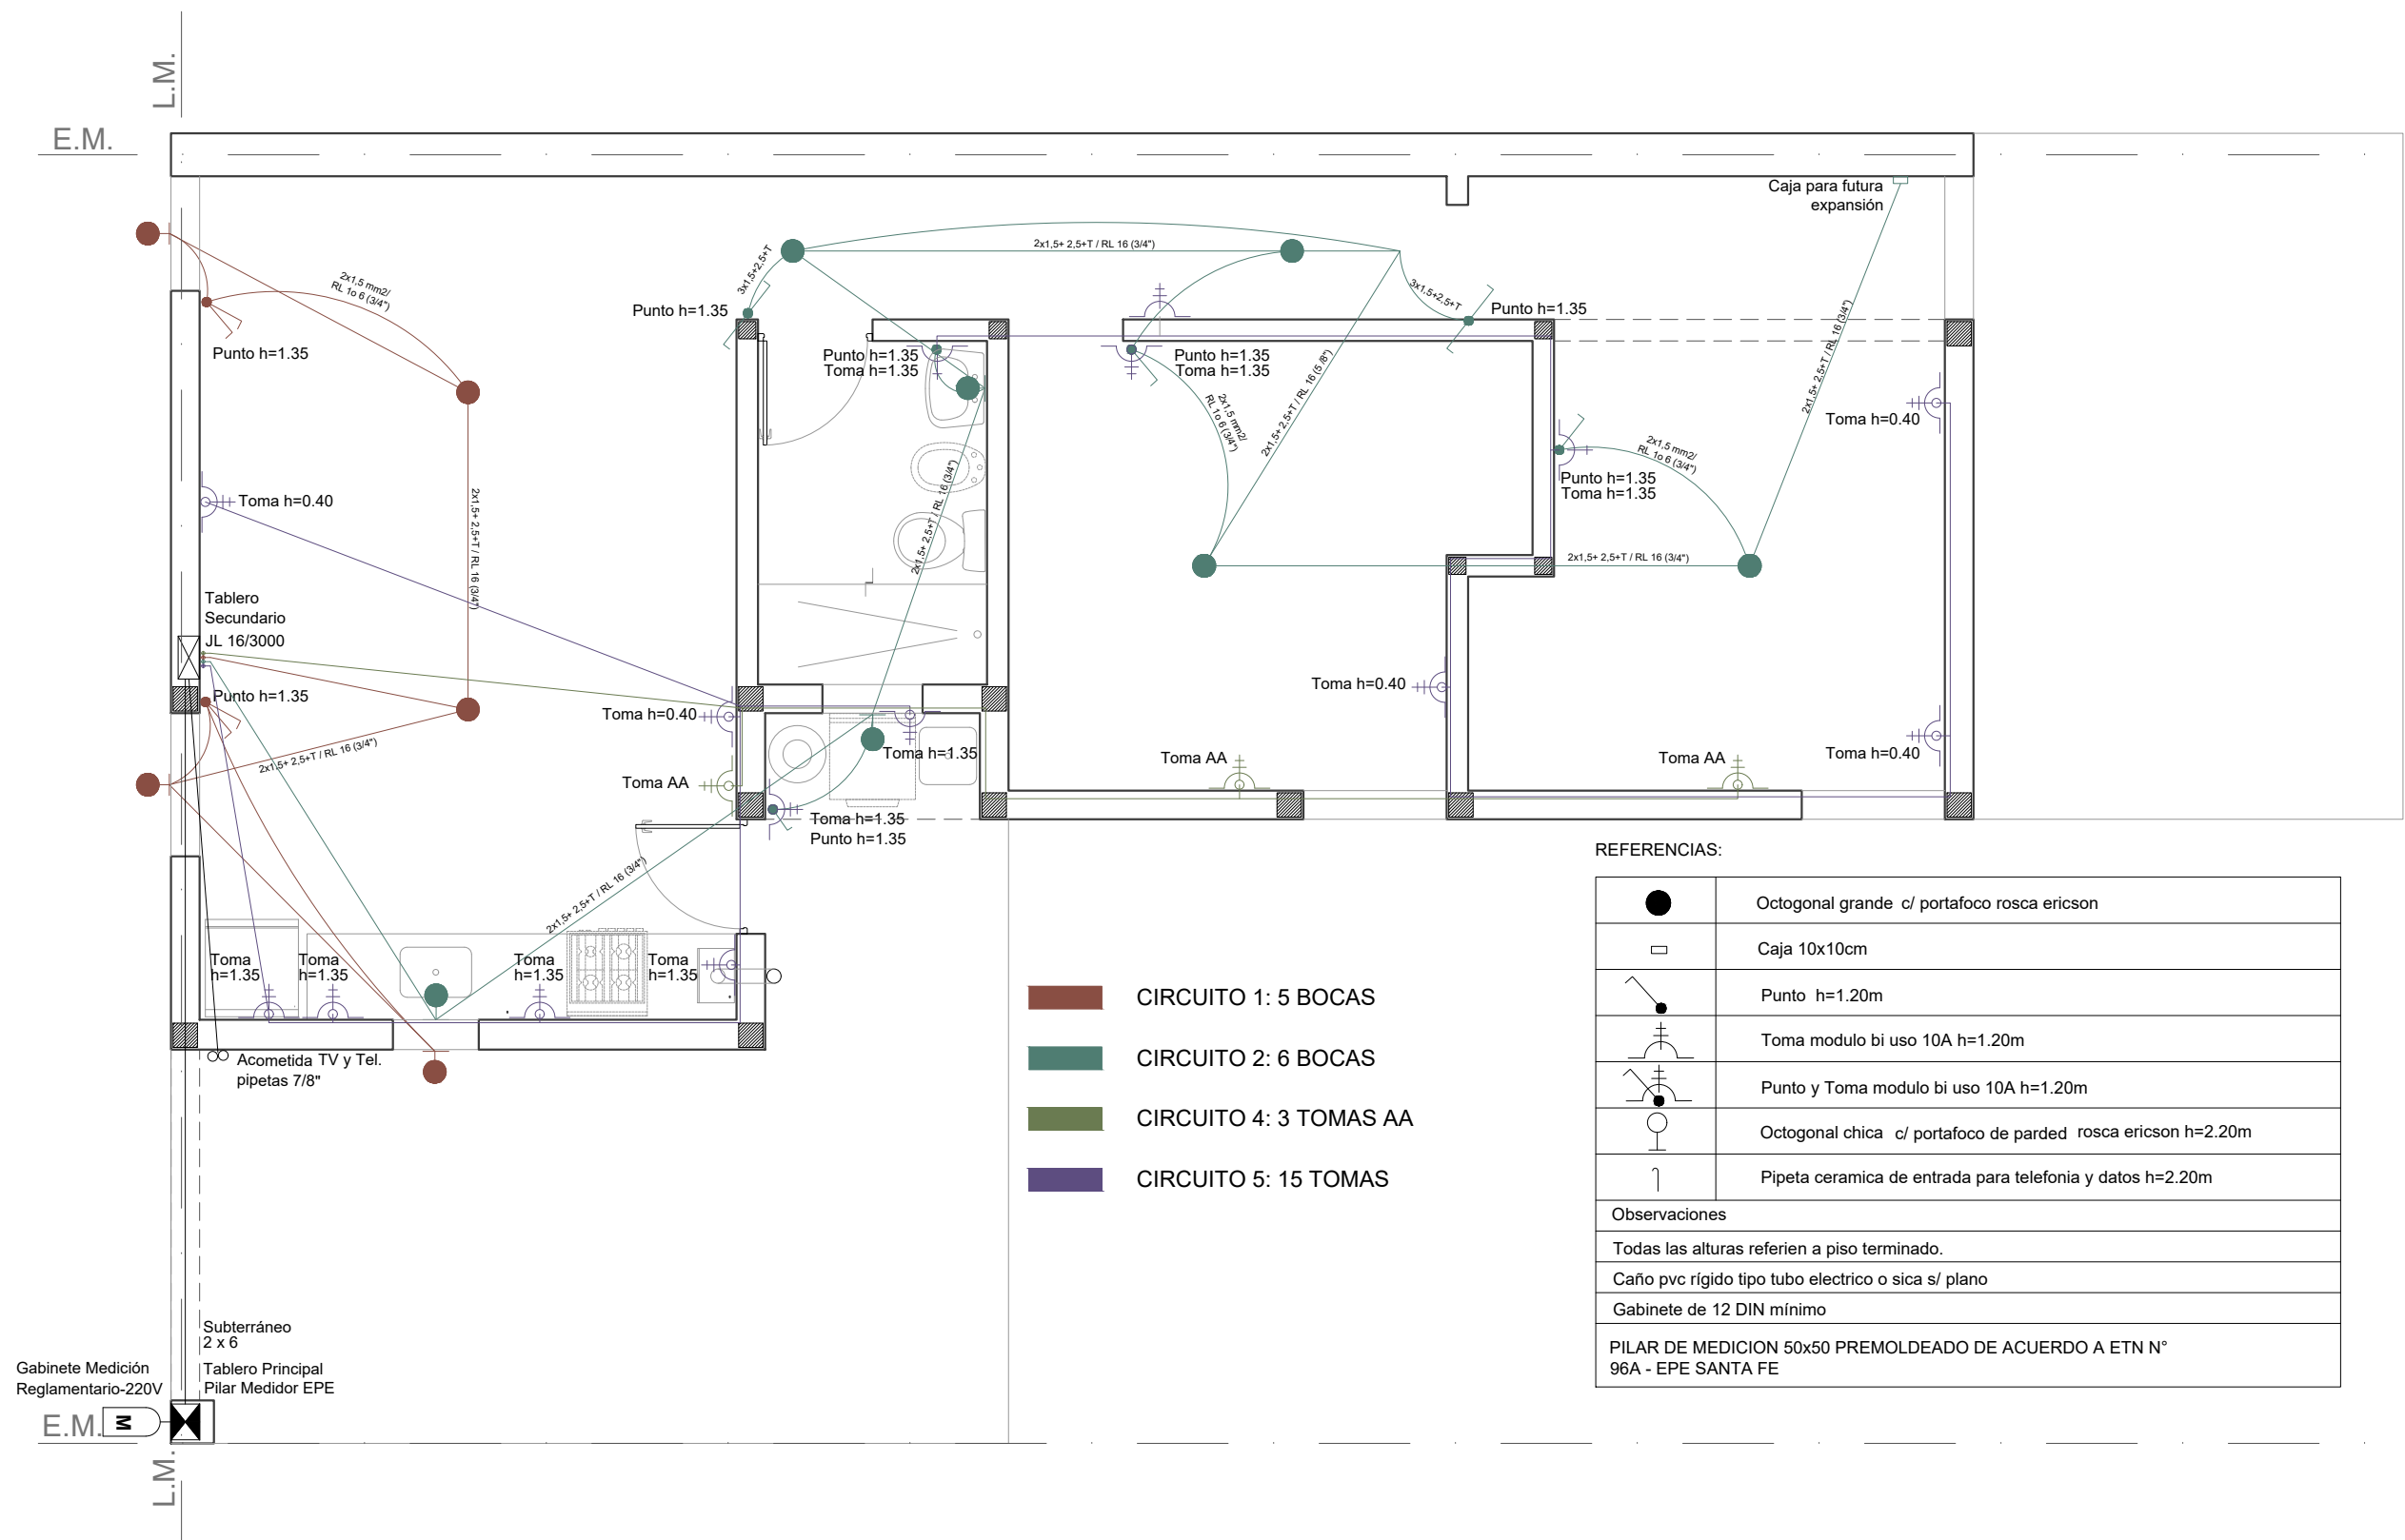 L.M.
E.M.
Caja para futura
expansión
2x1,5+ 2,5+T / RL 16 (3/4")
3x1,5+2,5+T
3x1,5+2,5+T
2x1,5 mm2/
RL 1o 6 (3/4")
Punto h=1.35
Punto h=1.35
Punto h=1.35
Punto h=1.35
Toma h=1.35
Punto h=1.35
Toma h=1.35
2x1,5+ 2,5+T / RL 16 (5 /8")
2x1,5+ 2,5+T / RL 16 (3/4")
2x1,5 mm2/
RL 1o 6 (3/4")
Toma h=0.40
2x1,5 mm2/
RL 1o 6 (3/4")
Punto h=1.35
Toma h=1.35
Toma h=0.40
2x1,5+ 2,5+T / RL 16 (3/4")
2x1,5+ 2,5+T / RL 16 (3/4")
2x1,5+ 2,5+T / RL 16 (3/4")
Tablero
Secundario
JL 16/3000
Punto h=1.35
Toma h=0.40
Toma h=0.40
Toma h=1.35
Toma h=0.40
2x1,5+ 2,5+T / RL 16 (3/4")
Toma AA
Toma AA
Toma AA
Toma h=1.35
Punto h=1.35
2x1,5+ 2,5+T / RL 16 (3/4")
Toma
h=1.35
Toma
h=1.35
Toma
h=1.35
Toma
h=1.35
Acometida TV y Tel.
pipetas 7/8"
CIRCUITO 1: 5 BOCAS
CIRCUITO 2: 6 BOCAS
CIRCUITO 4: 3 TOMAS AA
CIRCUITO 5: 15 TOMAS
REFERENCIAS:
Octogonal grande c/ portafoco rosca ericson
Caja 10x10cm
Punto h=1.20m
Toma modulo bi uso 10A h=1.20m
Punto y Toma modulo bi uso 10A h=1.20m
Octogonal chica c/ portafoco de parded rosca ericson h=2.20m
Pipeta ceramica de entrada para telefonia y datos h=2.20m
Observaciones
Todas las alturas referien a piso terminado.
Caño pvc rígido tipo tubo electrico o sica s/ plano
Gabinete de 12 DIN mínimo
PILAR DE MEDICION 50x50 PREMOLDEADO DE ACUERDO A ETN N°
96A - EPE SANTA FE
Subterráneo
2 x 6
Gabinete Medición
Reglamentario-220V
Tablero Principal
Pilar Medidor EPE
E.M.
M
L.M.